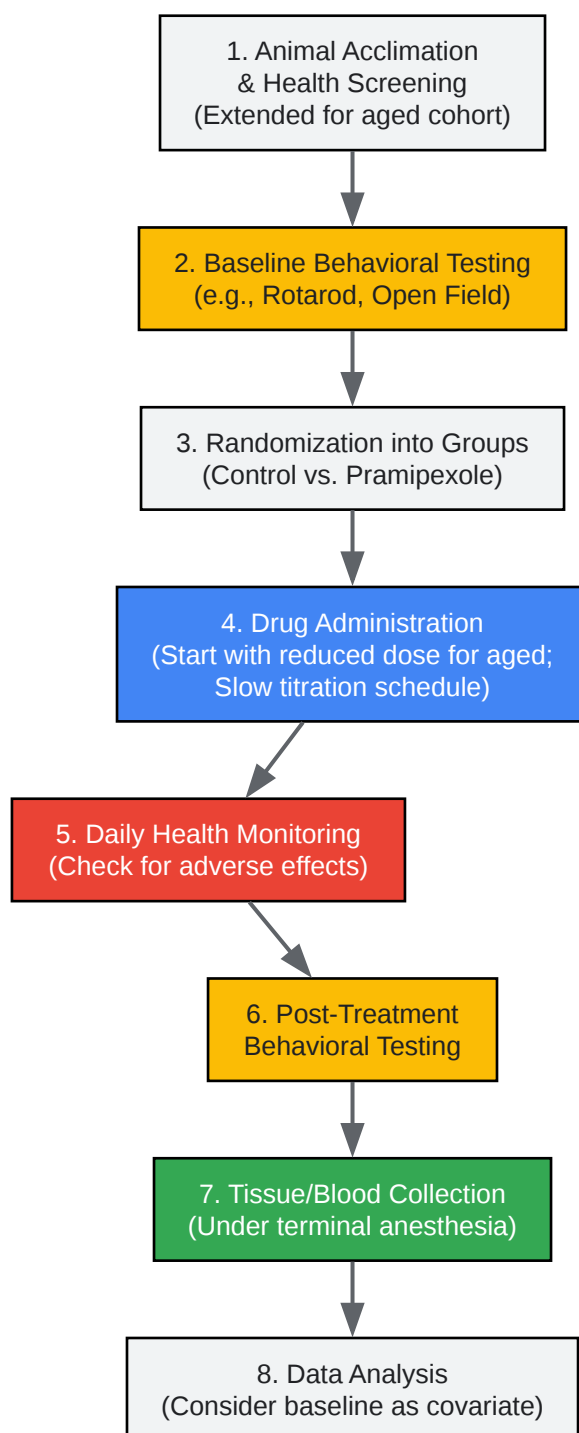 1. Animal Acclimation
& Health Screening
(Extended for aged cohort)
2. Baseline Behavioral Testing
(e.g., Rotarod, Open Field)
3. Randomization into Groups
(Control vs. Pramipexole)
4. Drug Administration
(Start with reduced dose for aged;
Slow titration schedule)
5. Daily Health Monitoring
(Check for adverse effects)
6. Post-Treatment
Behavioral Testing
7. Tissue/Blood Collection
(Under terminal anesthesia)
8. Data Analysis
(Consider baseline as covariate)